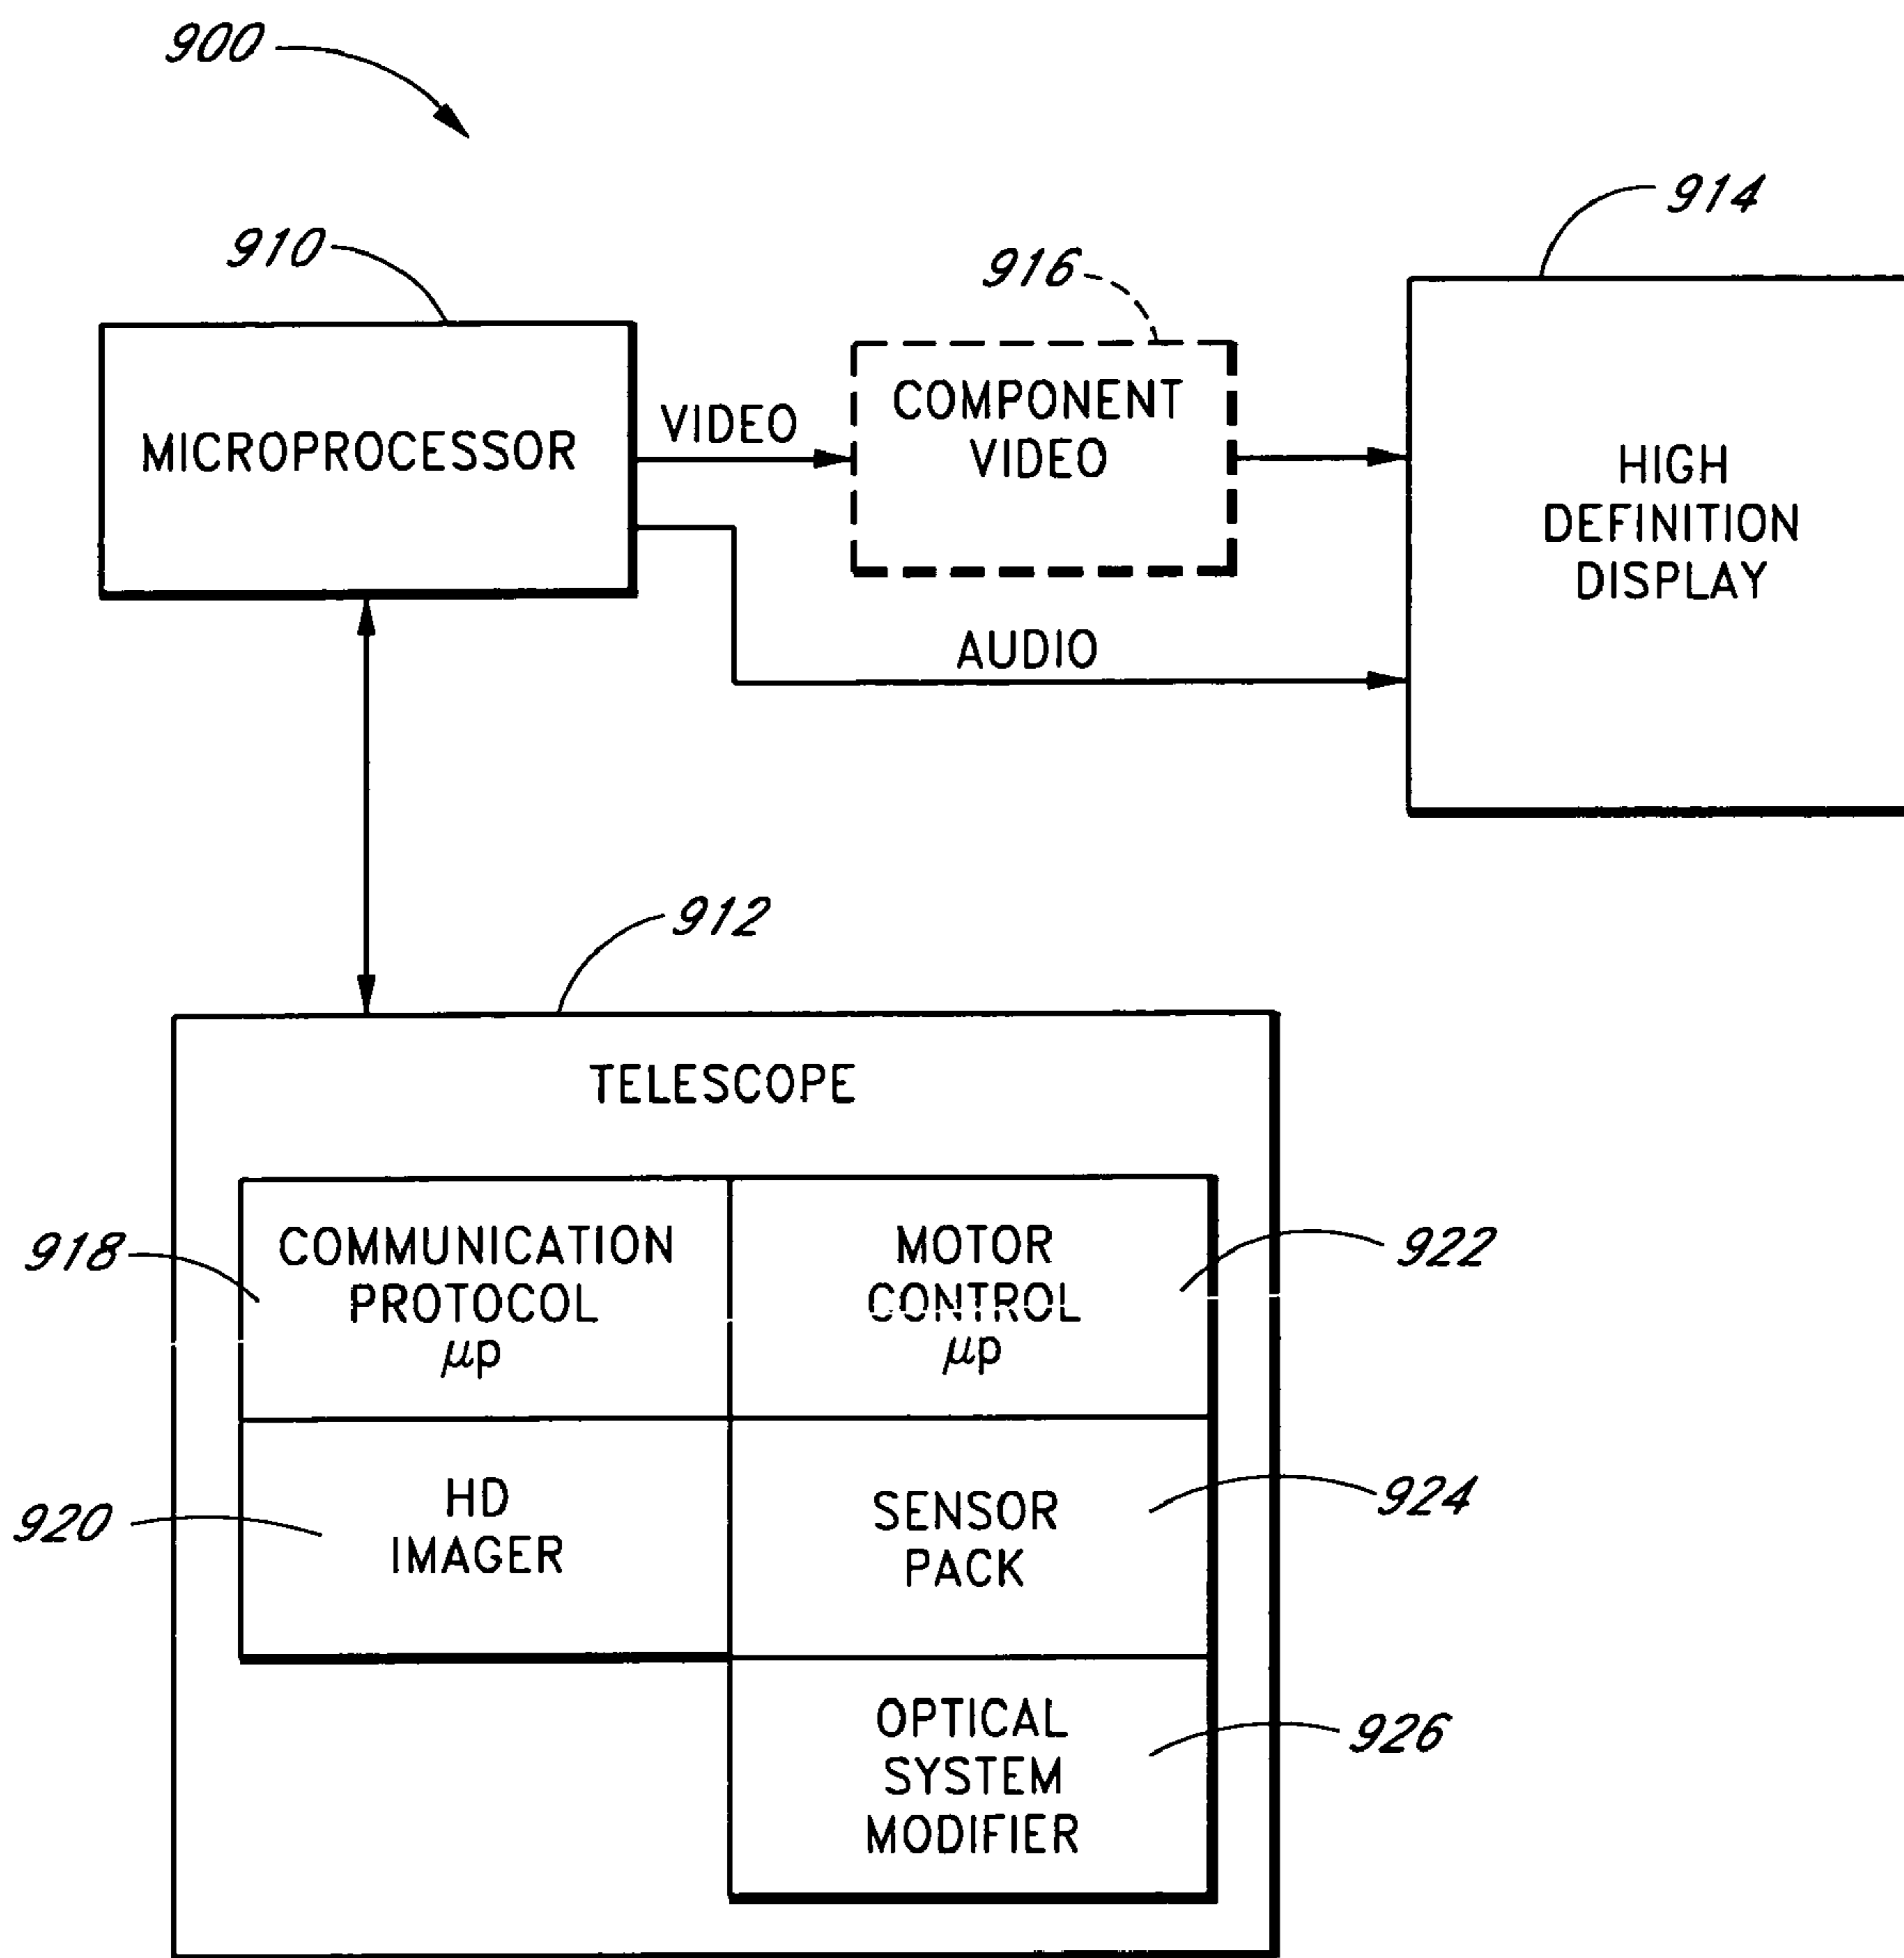 900
910
916
914
MICROPROCESSOR
VIDEO
COMPONENT
VIDEO
HIGH
DEFINITION
DISPLAY
AUDIO
912
TELESCOPE
918
COMMUNICATION
PROTOCOL
μp
MOTOR
CONTROL
μp
922
920
HD
IMAGER
SENSOR
PACK
924
OPTICAL
SYSTEM
MODIFIER
926